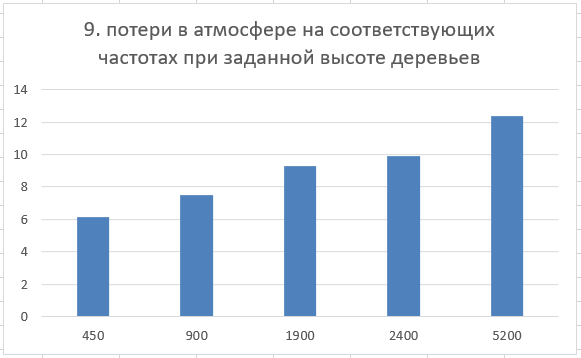 9. потери в атмосфере на соответствующих
частотах при заданной высоте деревьев
14
12
10
8
6
4
2
0
450 900 1900 2400 5200